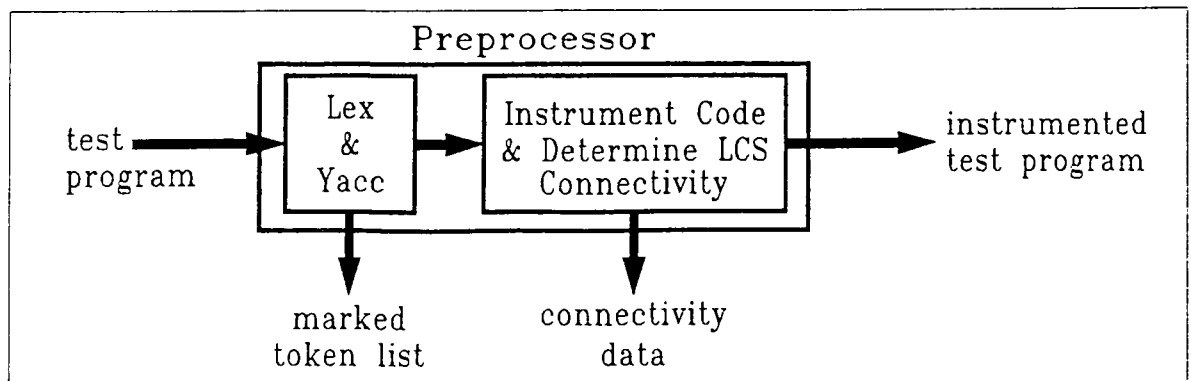 Preprocessor
test
program
Lex
&
Yacc
Instrument Code
& Determine LCS
Connectivity
instrumented
test program
marked
token list
connectivity
data